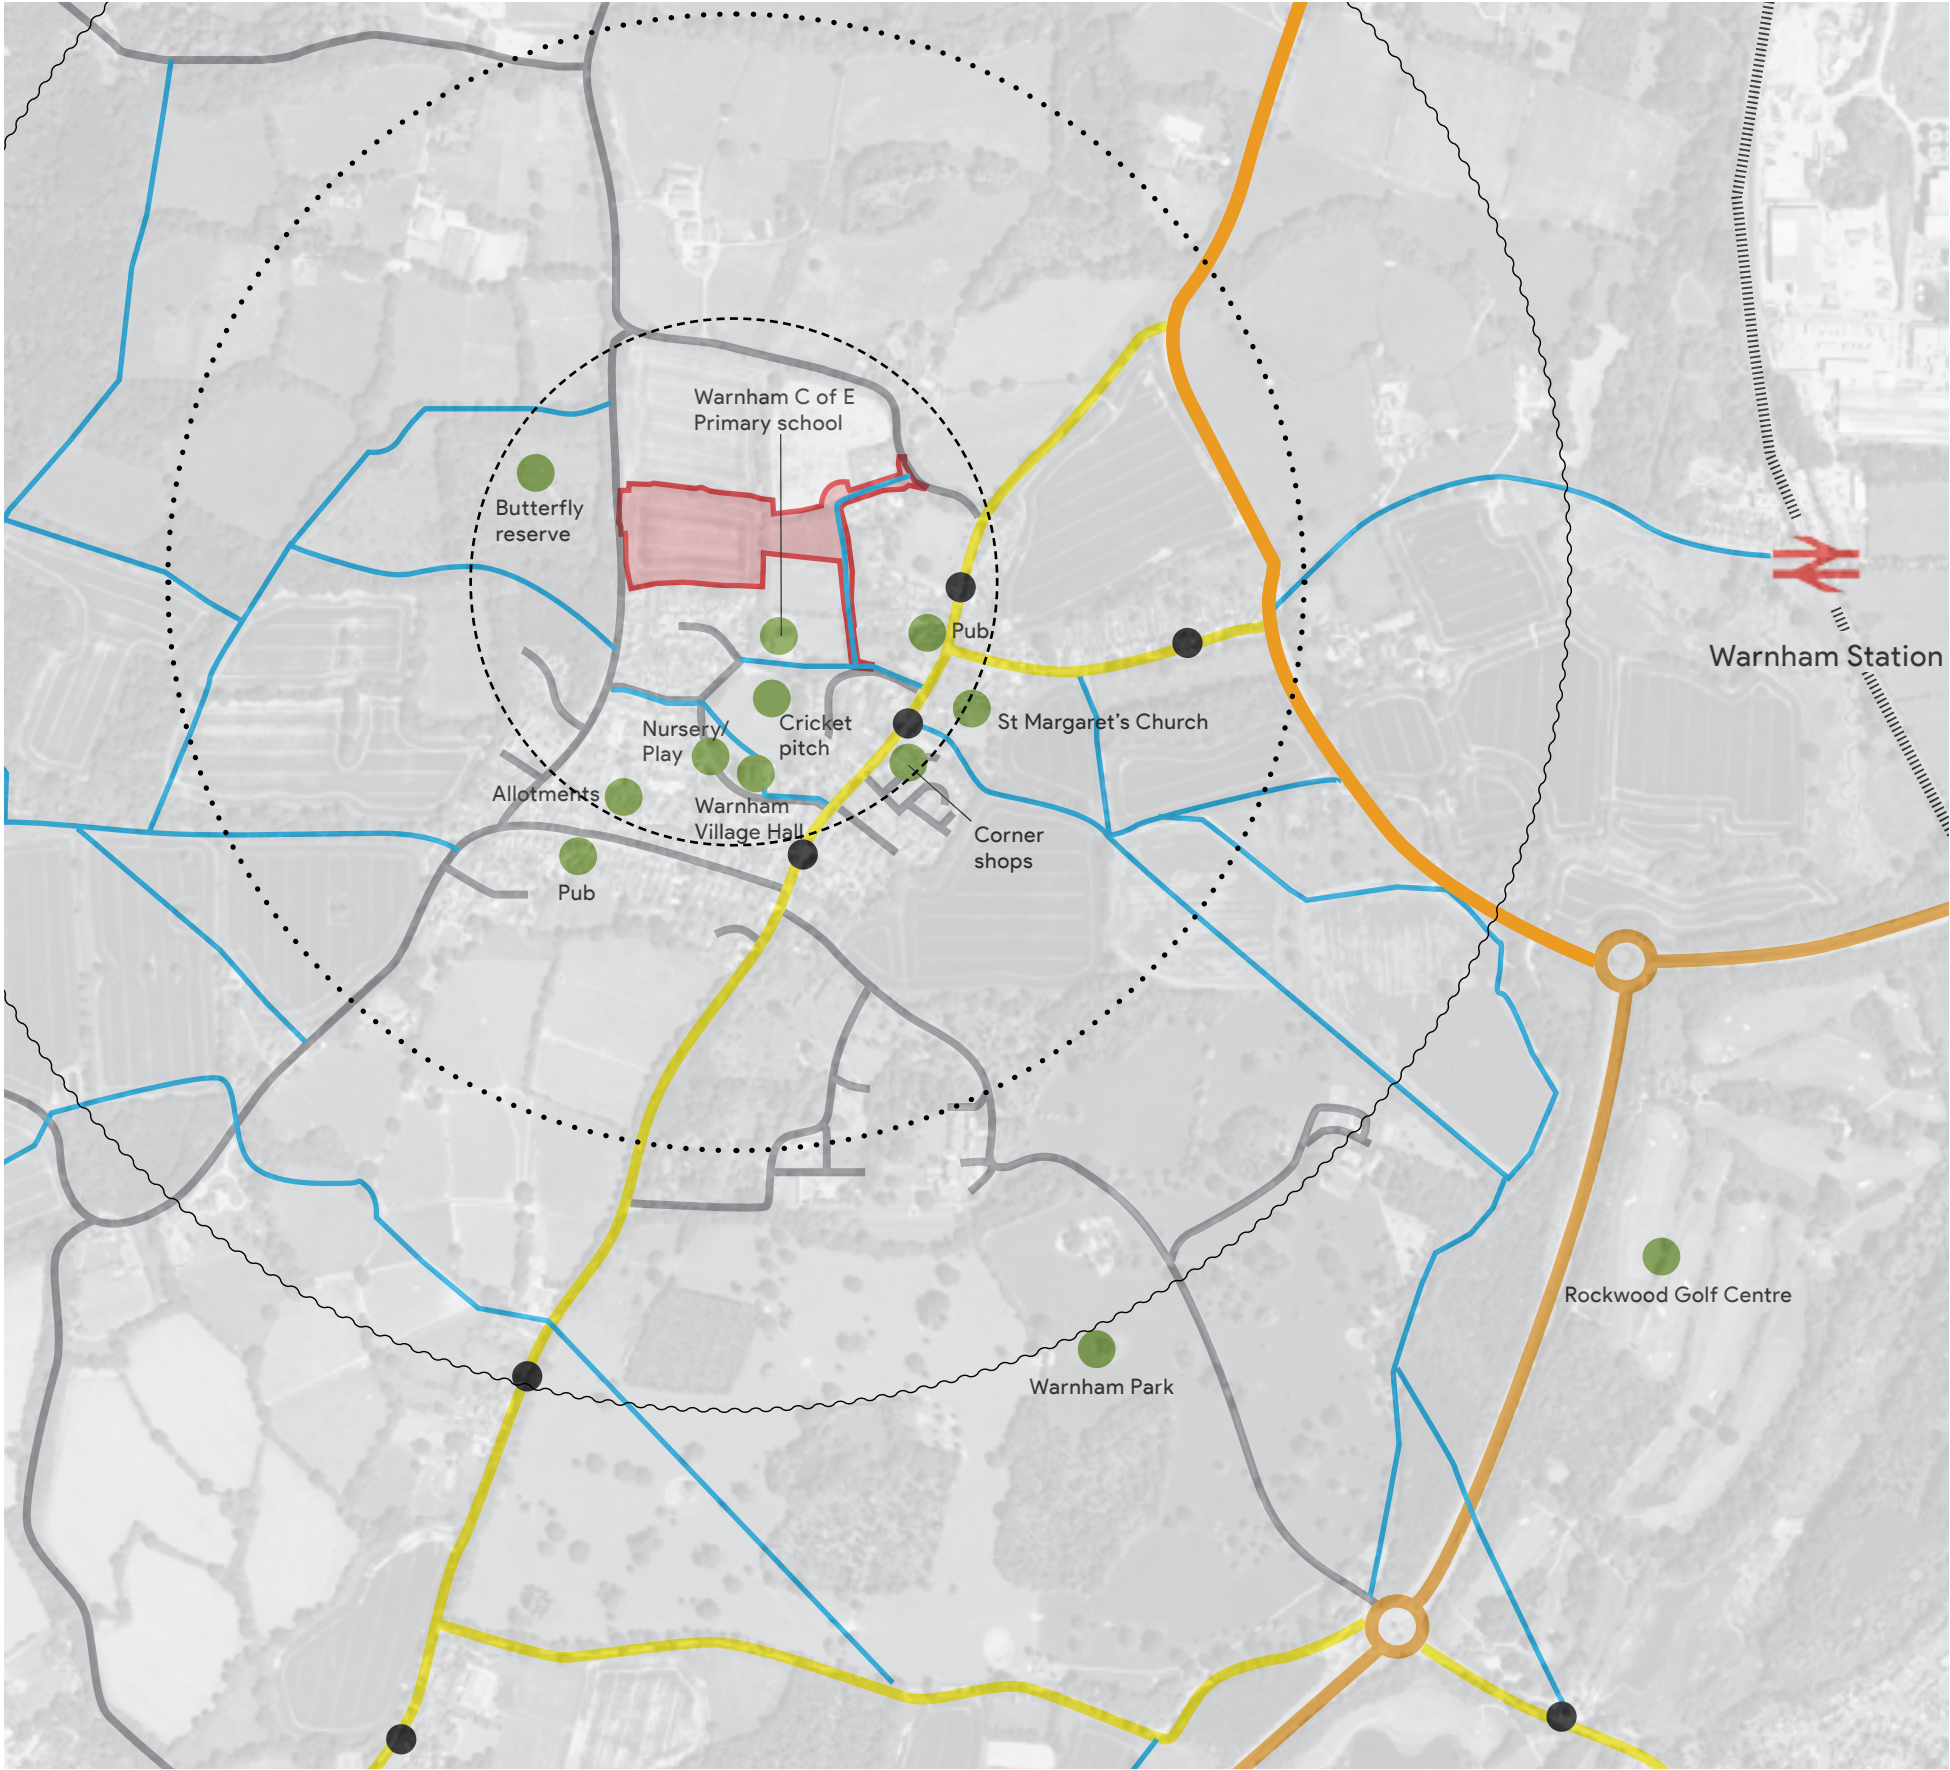 Warnham C of E
Primary school
Butterfly
reserve
Pub
Warnham Station
St Margaret's Church
Nursery/
Play
Cricket
pitch
Allotments
Warnham
Village Hall
Corner
shops
Pub
Rockwood Golf Centre
Warnham Park